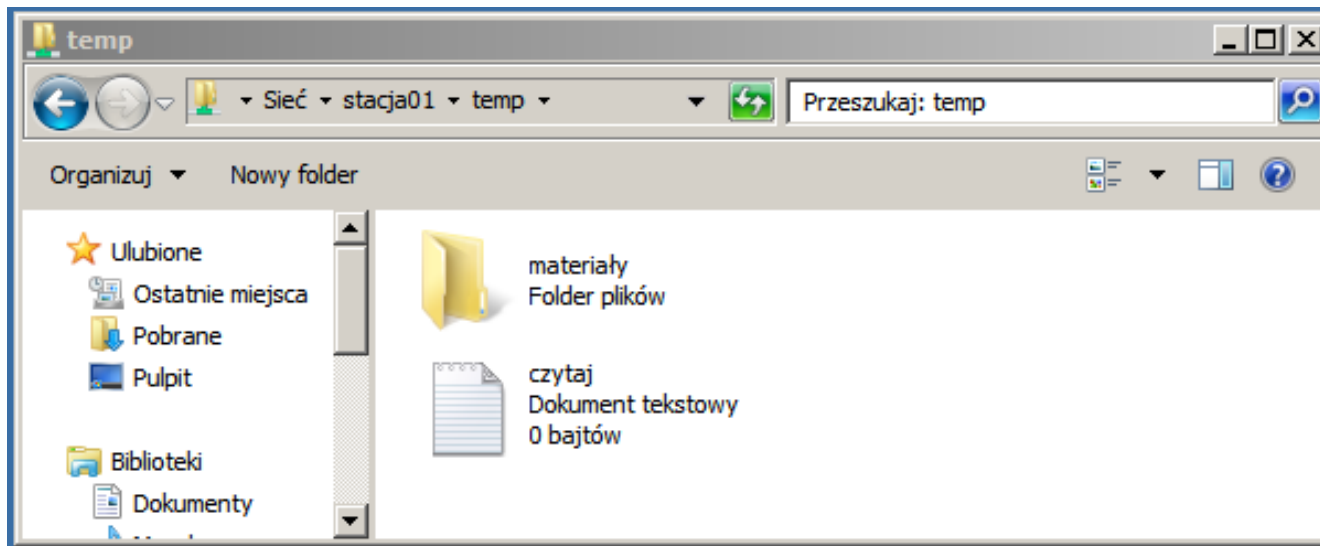 temp
Sieć stacja01 temp
Przeszukaj: temp
Organizuj Nowy folder
Ulubione
Ostatnie miejsca
Pobrane
Pulpit
Biblioteki
Dokumenty
materiały
Folder plików
czytaj
Dokument tekstowy
0 bajtów